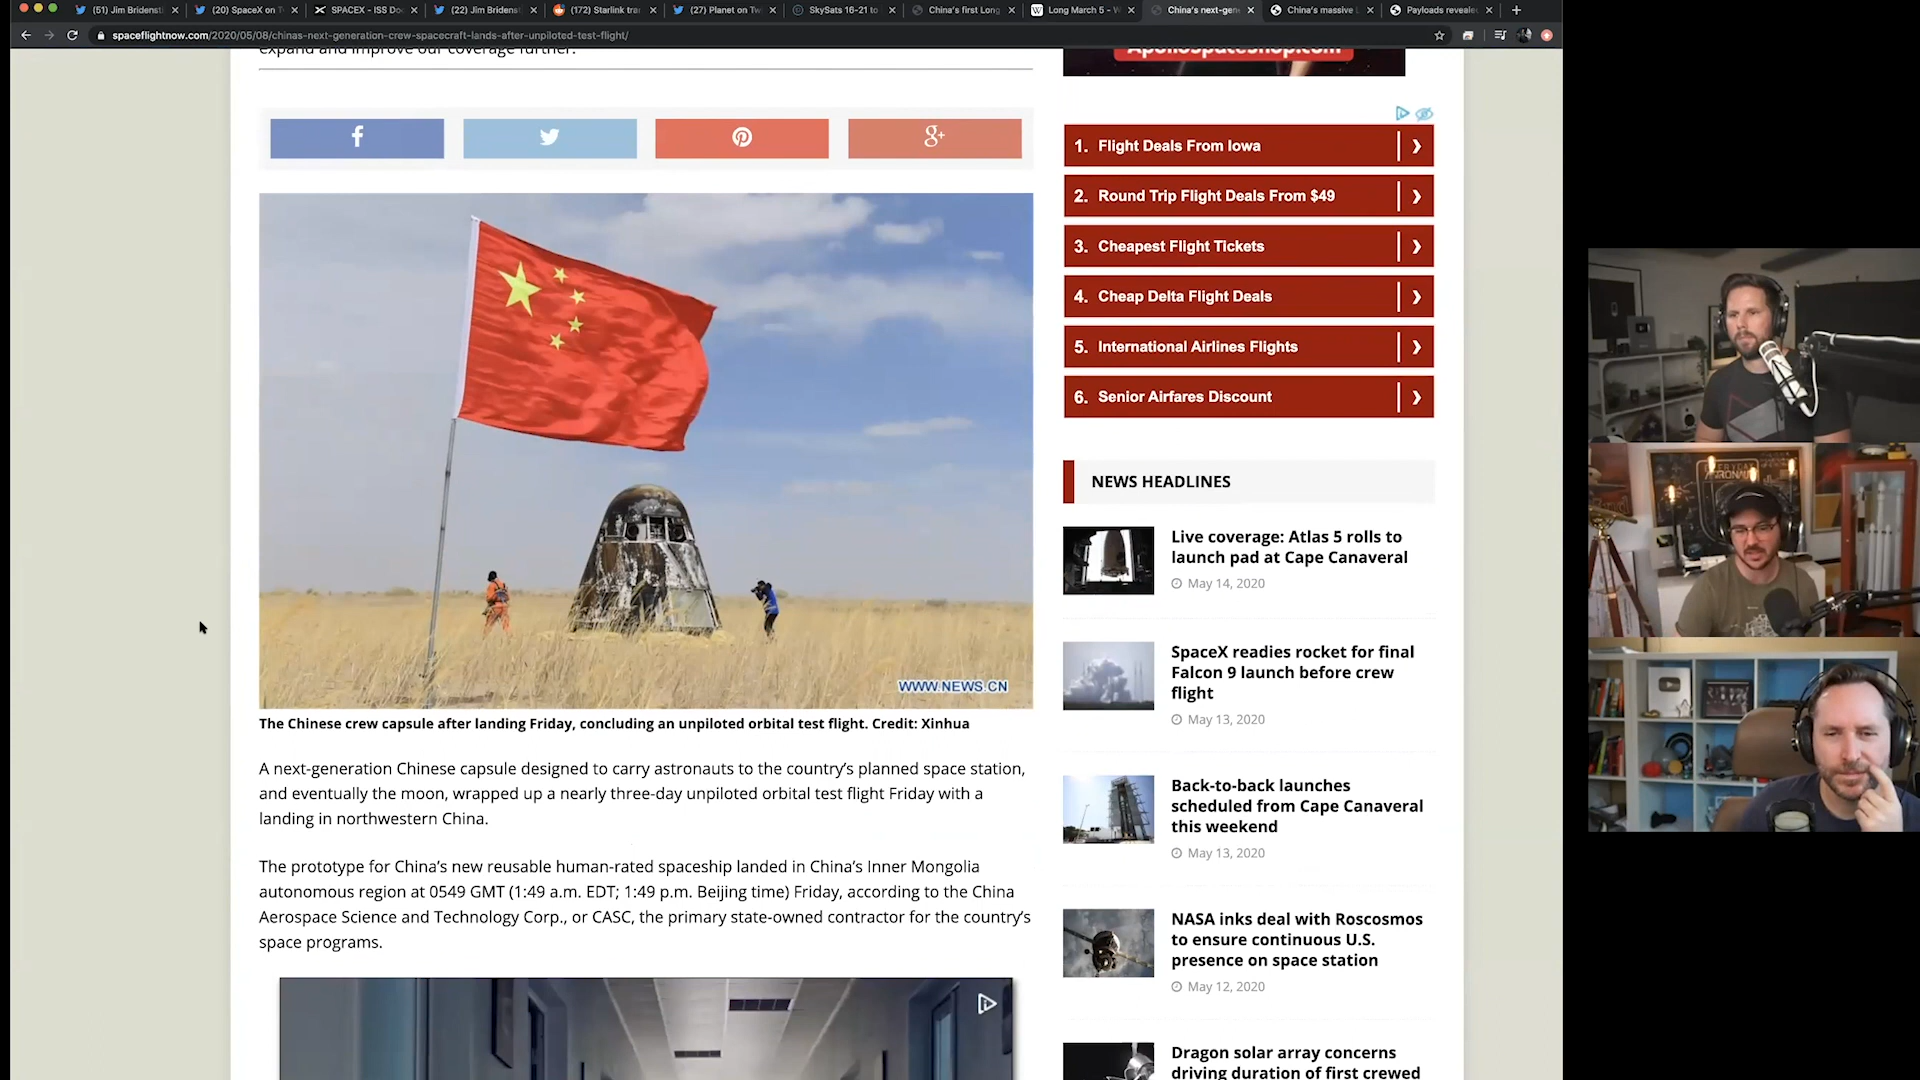 (51) Jim Bridenst
(20) SpaceX on T
SPACEX - ISS Do
(22) Jim Bridenst
(172) Starlink tra
(27) Planet on Tw
SkySats 16-21 to
China's first Long
Long March 5 - W
China's next-gen
China's massive L
Payloads reveale
spaceflightnow.com/2020/05/08/chinas-next-generation-crew-spacecraft-lands-after-unpiloted-test-flight/
expand and improve our coverage further.
ApolloSpaceShop.com
f
g+
1. Flight Deals From Iowa
2. Round Trip Flight Deals From $49
3. Cheapest Flight Tickets
4. Cheap Delta Flight Deals
5. International Airlines Flights
6. Senior Airfares Discount
WWW.NEWS.CN
The Chinese crew capsule after landing Friday, concluding an unpiloted orbital test flight. Credit: Xinhua
A next-generation Chinese capsule designed to carry astronauts to the country's planned space station,
and eventually the moon, wrapped up a nearly three-day unpiloted orbital test flight Friday with a
landing in northwestern China.
The prototype for China's new reusable human-rated spaceship landed in China's Inner Mongolia
autonomous region at 0549 GMT (1:49 a.m. EDT; 1:49 p.m. Beijing time) Friday, according to the China
Aerospace Science and Technology Corp., or CASC, the primary state-owned contractor for the country's
space programs.
NEWS HEADLINES
Live coverage: Atlas 5 rolls to
launch pad at Cape Canaveral
May 14, 2020
SpaceX readies rocket for final
Falcon 9 launch before crew
flight
May 13, 2020
Back-to-back launches
scheduled from Cape Canaveral
this weekend
May 13, 2020
NASA inks deal with Roscosmos
to ensure continuous U.S.
presence on space station
May 12, 2020
Dragon solar array concerns
driving duration of first crewed